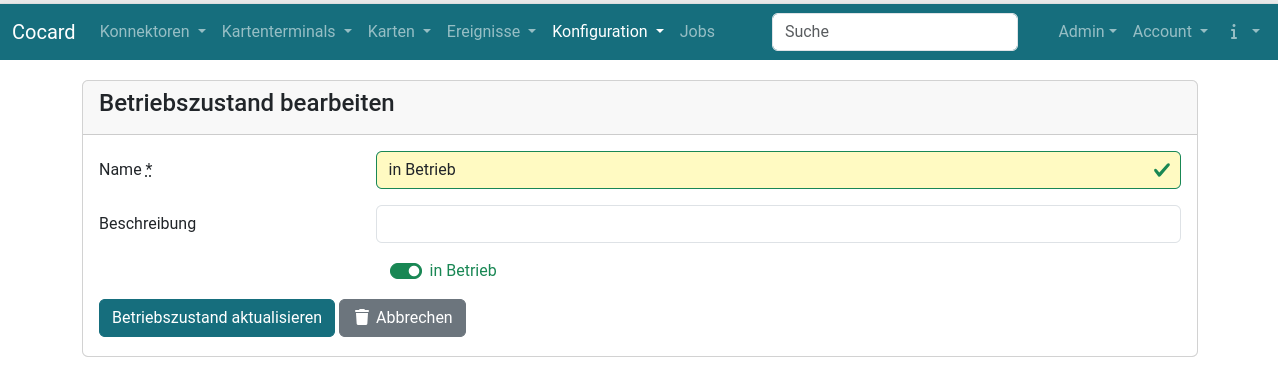 Cocard Konnektoren Kartenterminals Karten Ereignisse Konfiguration Jobs Suche Admin Account i
Betriebszustand bearbeiten
Name * in Betrieb
Beschreibung
in Betrieb
Betriebszustand aktualisieren Abbrechen